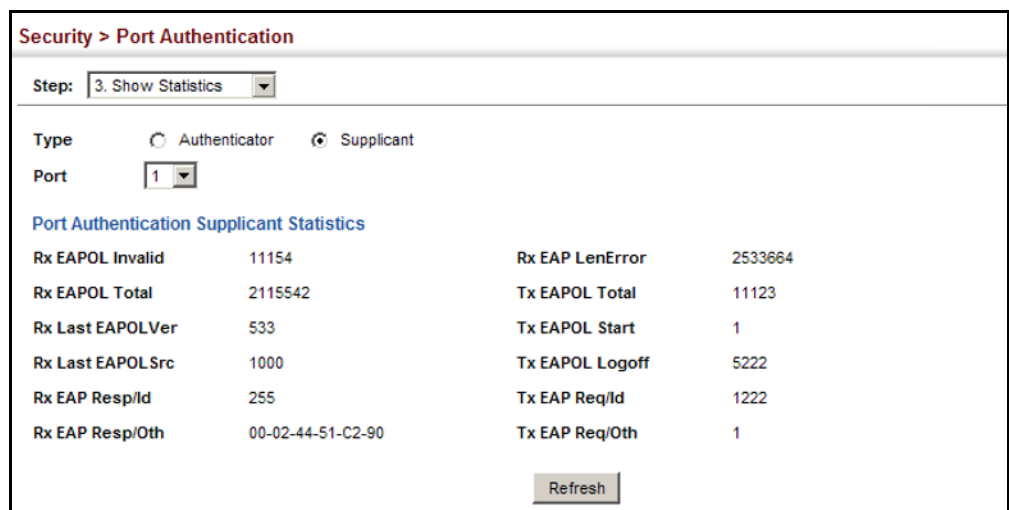 Security > Port Authentication
Step: 3. Show Statistics
Type Authenticator Supplicant
Port 1
Port Authentication Supplicant Statistics
Rx EAPOL Invalid 11154 Rx EAP LenError 2533664
Rx EAPOL Total 2115542 Tx EAPOL Total 11123
Rx Last EAPOLVer 533 Tx EAPOL Start 1
Rx Last EAPOLSrc 1000 Tx EAPOL Logoff 5222
Rx EAP Resp/Id 255 Tx EAP Req/Id 1222
Rx EAP Resp/Oth 00-02-44-51-C2-90 Tx EAP Req/Oth 1
Refresh